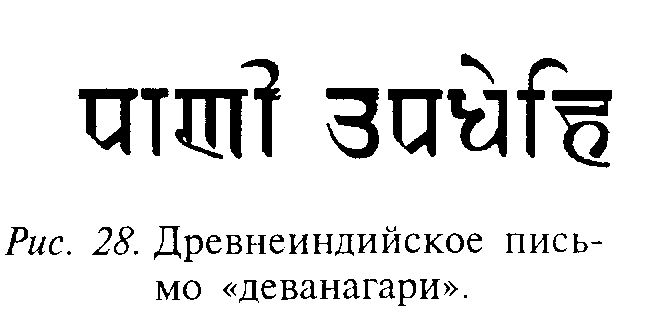 पाणी उपधेहि
Рис. 28. Древнеиндийское пись-
мо «деванагари».